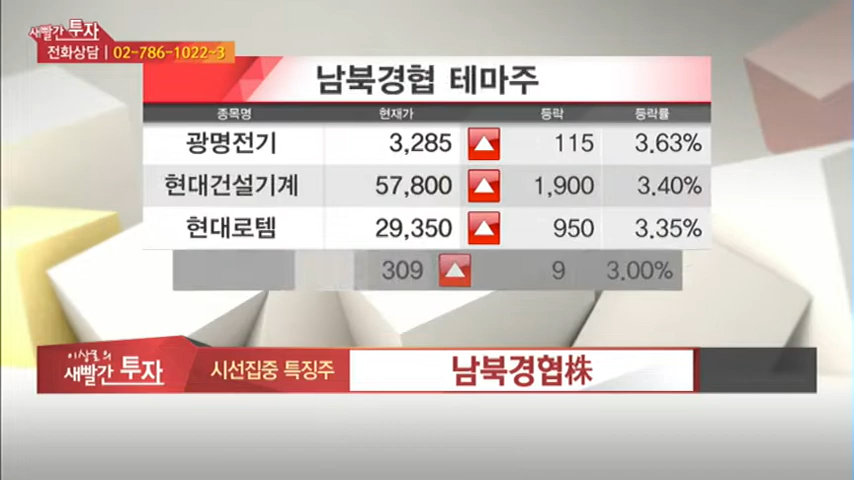 새빨간 투자
전화상담 | 02-786-1022~3
남북경협 테마주
종목명 현재가 등락 등락률
광명전기 3,285 115 3.63%
현대건설기계 57,800 1,900 3.40%
현대로템 29,350 950 3.35%
309 9 3.00%
이상로의
새빨간 투자
시선집중 특징주
남북경협株